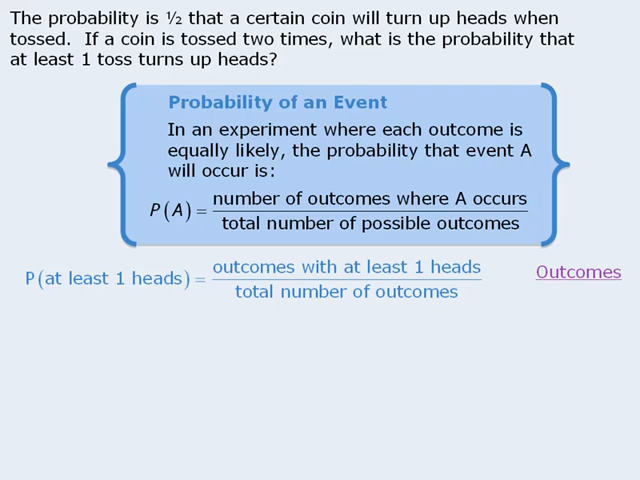 The probability is ½ that a certain coin will turn up heads when
tossed.  If a coin is tossed two times, what is the probability that
at least 1 toss turns up heads?
Probability of an Event
In an experiment where each outcome is
equally likely, the probability that event A
will occur is:
P(A) = number of outcomes where A occurs
total number of possible outcomes
P(at least 1 heads) = outcomes with at least 1 heads
total number of outcomes
Outcomes